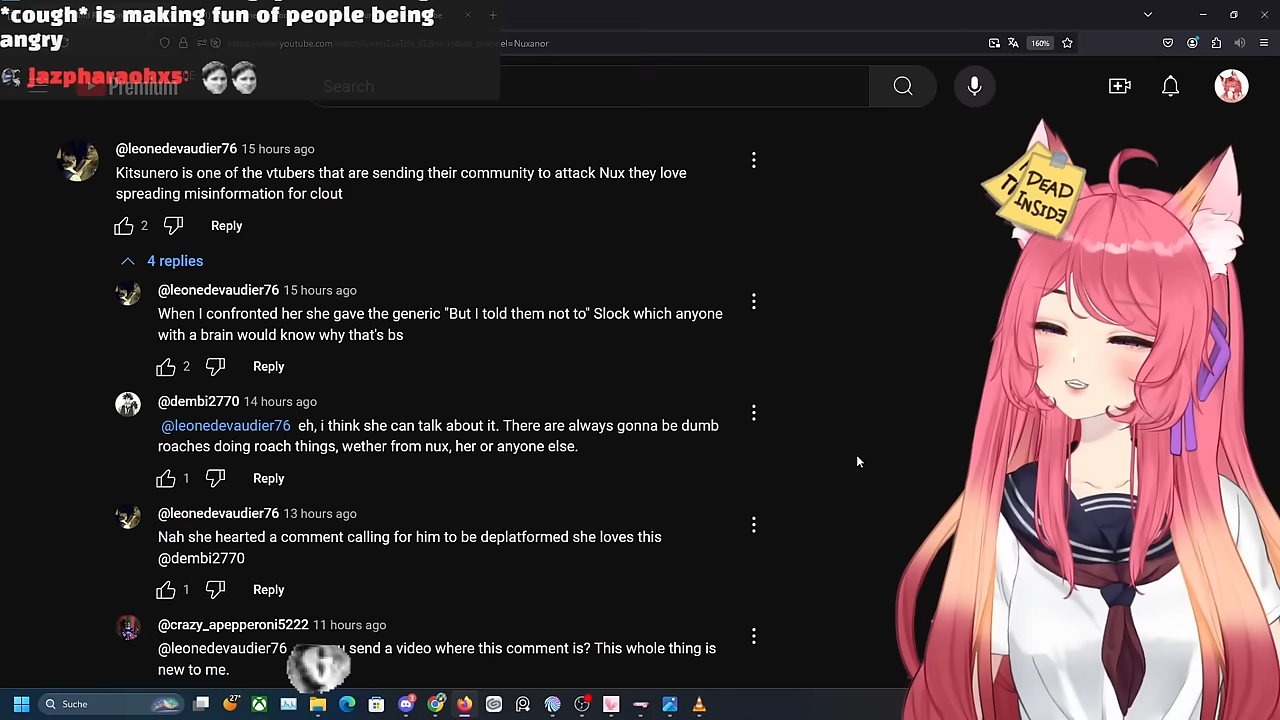 *cough* is making fun of people being
angry
jazpharaohxs:
Premium
Search
el=Nuxanor
160%
@leonedevaudier76 15 hours ago
Kitsunero is one of the vtubers that are sending their community to attack Nux they love
spreading misinformation for clout
2 Reply
4 replies
@leonedevaudier76 15 hours ago
When I confronted her she gave the generic "But I told them not to" Slock which anyone
with a brain would know why that's bs
2 Reply
@dembi2770 14 hours ago
@leonedevaudier76 eh, i think she can talk about it. There are always gonna be dumb
roaches doing roach things, wether from nux, her or anyone else.
1 Reply
@leonedevaudier76 13 hours ago
Nah she hearted a comment calling for him to be deplatformed she loves this
@dembi2770
1 Reply
@crazy_apepperoni5222 11 hours ago
@leonedevaudier76 send a video where this comment is? This whole thing is
new to me.
DEAD
INSIDE
Suche
27°